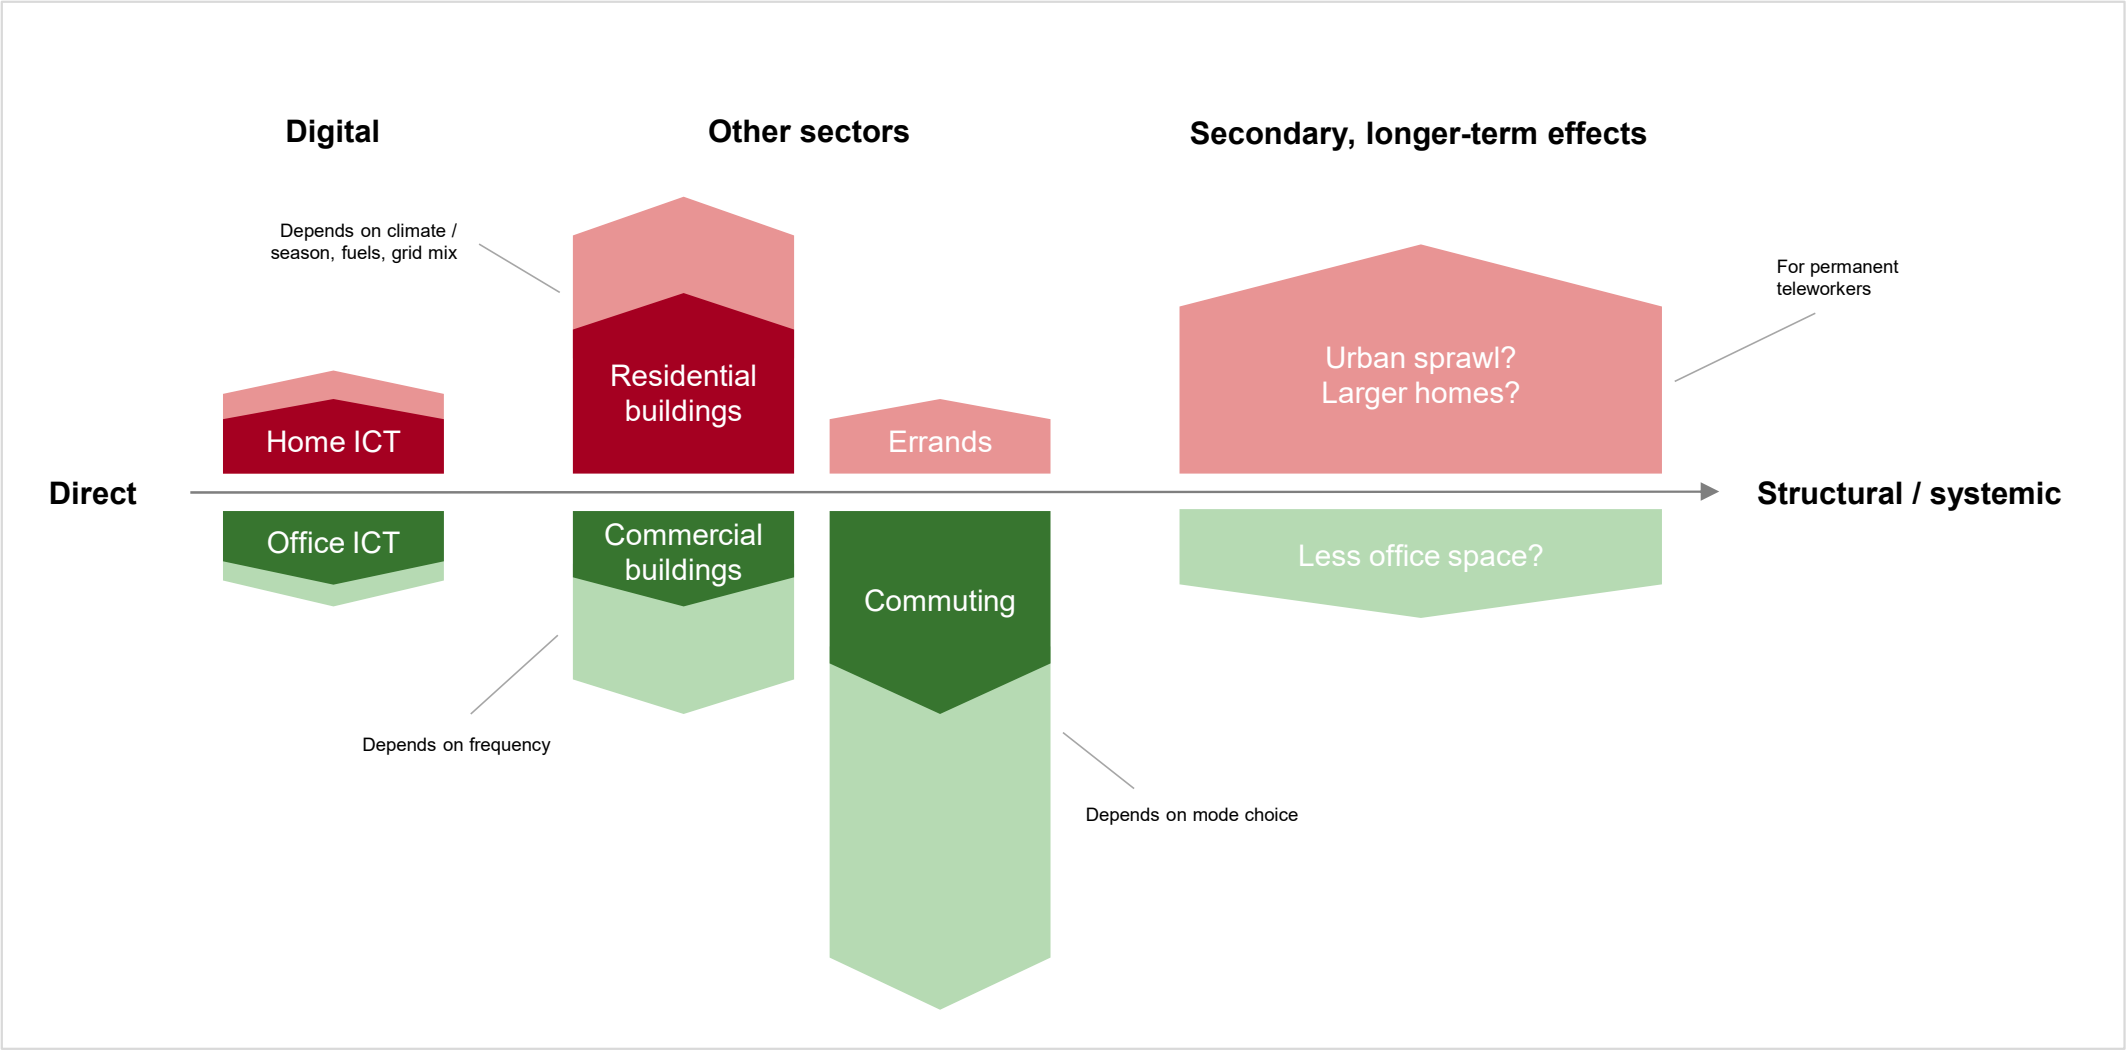 Digital
Other sectors
Secondary, longer-term effects
Depends on climate /
season, fuels, grid mix
For permanent
teleworkers
Urban sprawl?
Larger homes?
Residential
buildings
Home ICT
Errands
Direct
Structural / systemic
Office ICT
Commercial
buildings
Commuting
Less office space?
Depends on frequency
Depends on mode choice